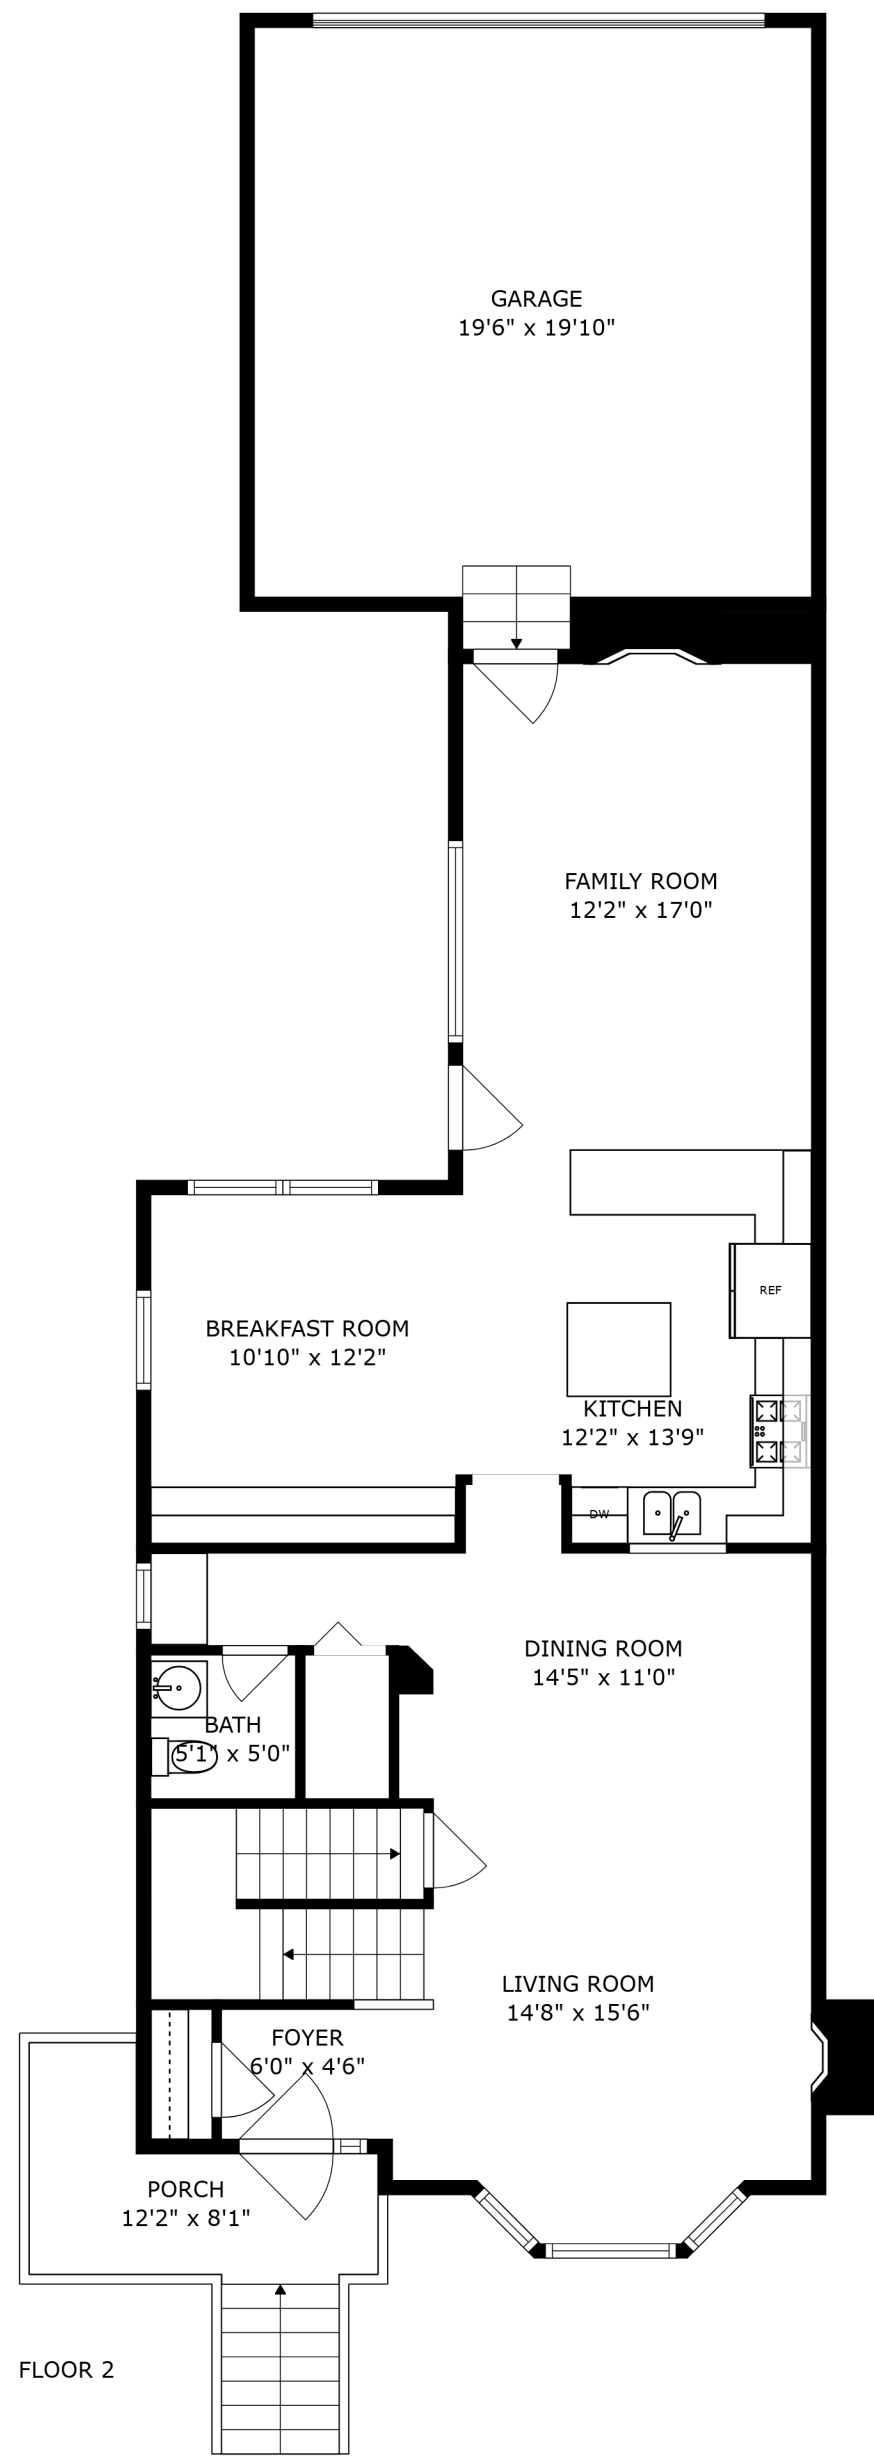 GARAGE
19'6" x 19'10"
FAMILY ROOM
12'2" x 17'0"
REF
BREAKFAST ROOM
10'10" x 12'2"
KITCHEN
12'2" x 13'9"
DW
DINING ROOM
14'5" x 11'0"
BATH
5'1" x 5'0"
LIVING ROOM
14'8" x 15'6"
FOYER
6'0" x 4'6"
PORCH
12'2" x 8'1"
FLOOR 2